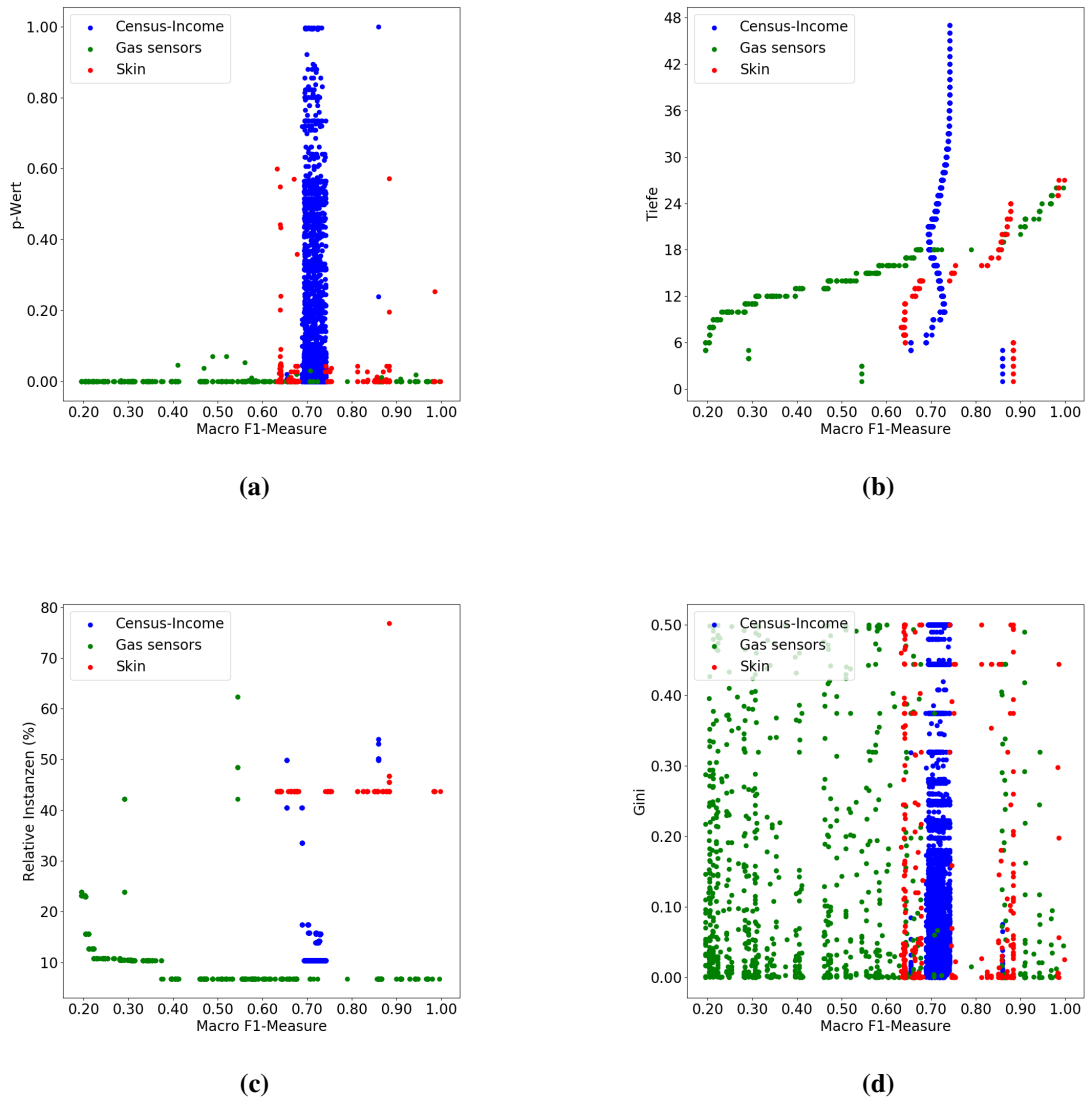 1.00
0.80
0.60
0.40
0.20
0.00
p-Wert
Census-Income
Gas sensors
Skin
0.20 0.30 0.40 0.50 0.60 0.70 0.80 0.90 1.00
Macro F1-Measure
(a)
48
42
36
30
24
18
12
6
0
Tiefe
Census-Income
Gas sensors
Skin
0.20 0.30 0.40 0.50 0.60 0.70 0.80 0.90 1.00
Macro F1-Measure
(b)
80
70
60
50
40
30
20
10
Relative Instanzen (%)
Census-Income
Gas sensors
Skin
0.20 0.30 0.40 0.50 0.60 0.70 0.80 0.90 1.00
Macro F1-Measure
(c)
0.50
0.40
0.30
0.20
0.10
0.00
Gini
Census-Income
Gas sensors
Skin
0.20 0.30 0.40 0.50 0.60 0.70 0.80 0.90 1.00
Macro F1-Measure
(d)